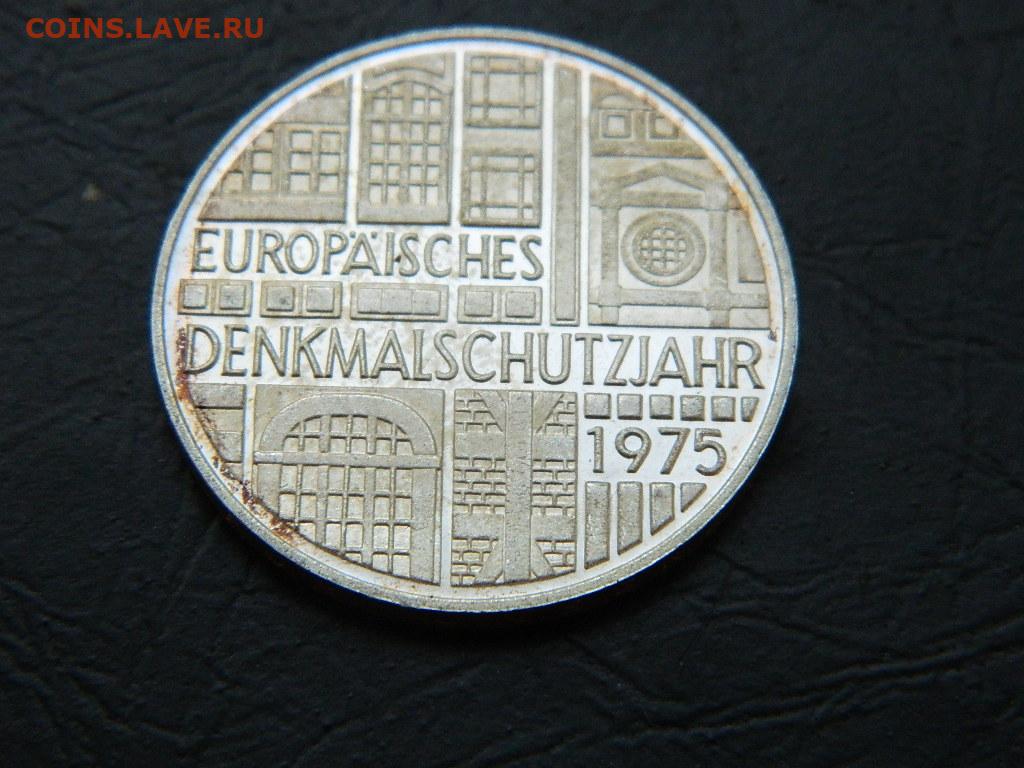 COINS.LAVE.RU
EUROPÄISCHES
DENKMALSCHUTZJAHR
1975